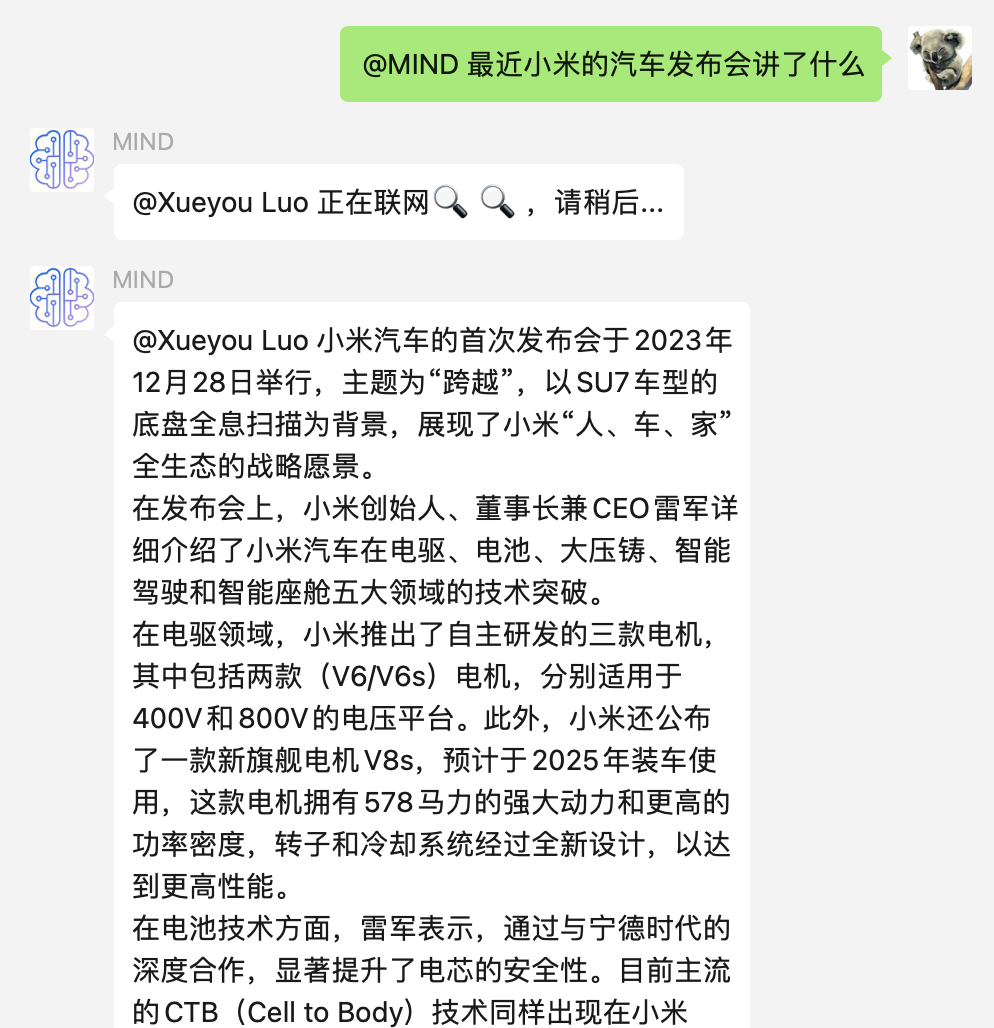 @MIND 最近小米的汽车发布会讲了什么
MIND
@Xueyou Luo 正在联网🔍 🔍 ，请稍后...
MIND
@Xueyou Luo 小米汽车的首次发布会于2023年
12月28日举行，主题为“跨越”，以SU7车型的
底盘全息扫描为背景，展现了小米“人、车、家”
全生态的战略愿景。
在发布会上，小米创始人、董事长兼CEO雷军详
细介绍了小米汽车在电驱、电池、大压铸、智能
驾驶和智能座舱五大领域的技术突破。
在电驱领域，小米推出了自主研发的三款电机，
其中包括两款（V6/V6s）电机，分别适用于
400V和800V的电压平台。此外，小米还公布
了一款新旗舰电机V8s，预计于2025年装车使
用，这款电机拥有578马力的强大动力和更高的
功率密度，转子和冷却系统经过全新设计，以达
到更高性能。
在电池技术方面，雷军表示，通过与宁德时代的
深度合作，显著提升了电芯的安全性。目前主流
的CTB（Cell to Body）技术同样出现在小米